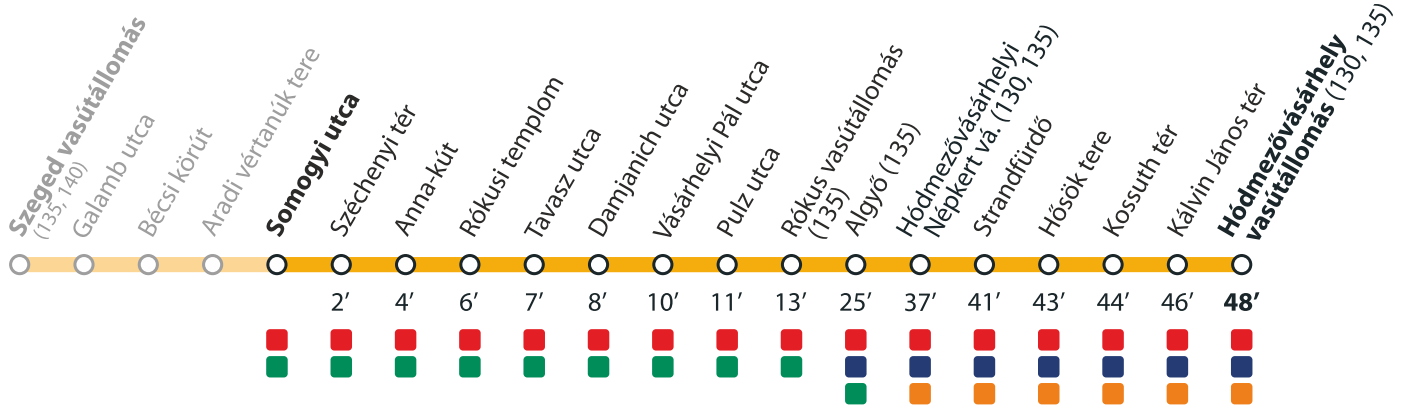 Szeged vasútállomás
(135, 140)
Galamb utca
Bécsi körút
Aradi vértanúk tere
Somogyi utca
Széchenyi tér
Anna-kút
Rókusi templom
Tavasz utca
Damjanich utca
Vásárhelyi Pál utca
Pulz utca
Rókus vasútállomás
(135)
Algyő (135)
Hódmezővásárhelyi
Népkert vá. (130, 135)
Strandfürdő
Hősök tere
Kossuth tér
Kálvin János tér
Hódmezővásárhely
vasútállomás (130, 135)
2′ 4′ 6′ 7′ 8′ 10′ 11′ 13′ 25′ 37′ 41′ 43′ 44′ 46′ 48′